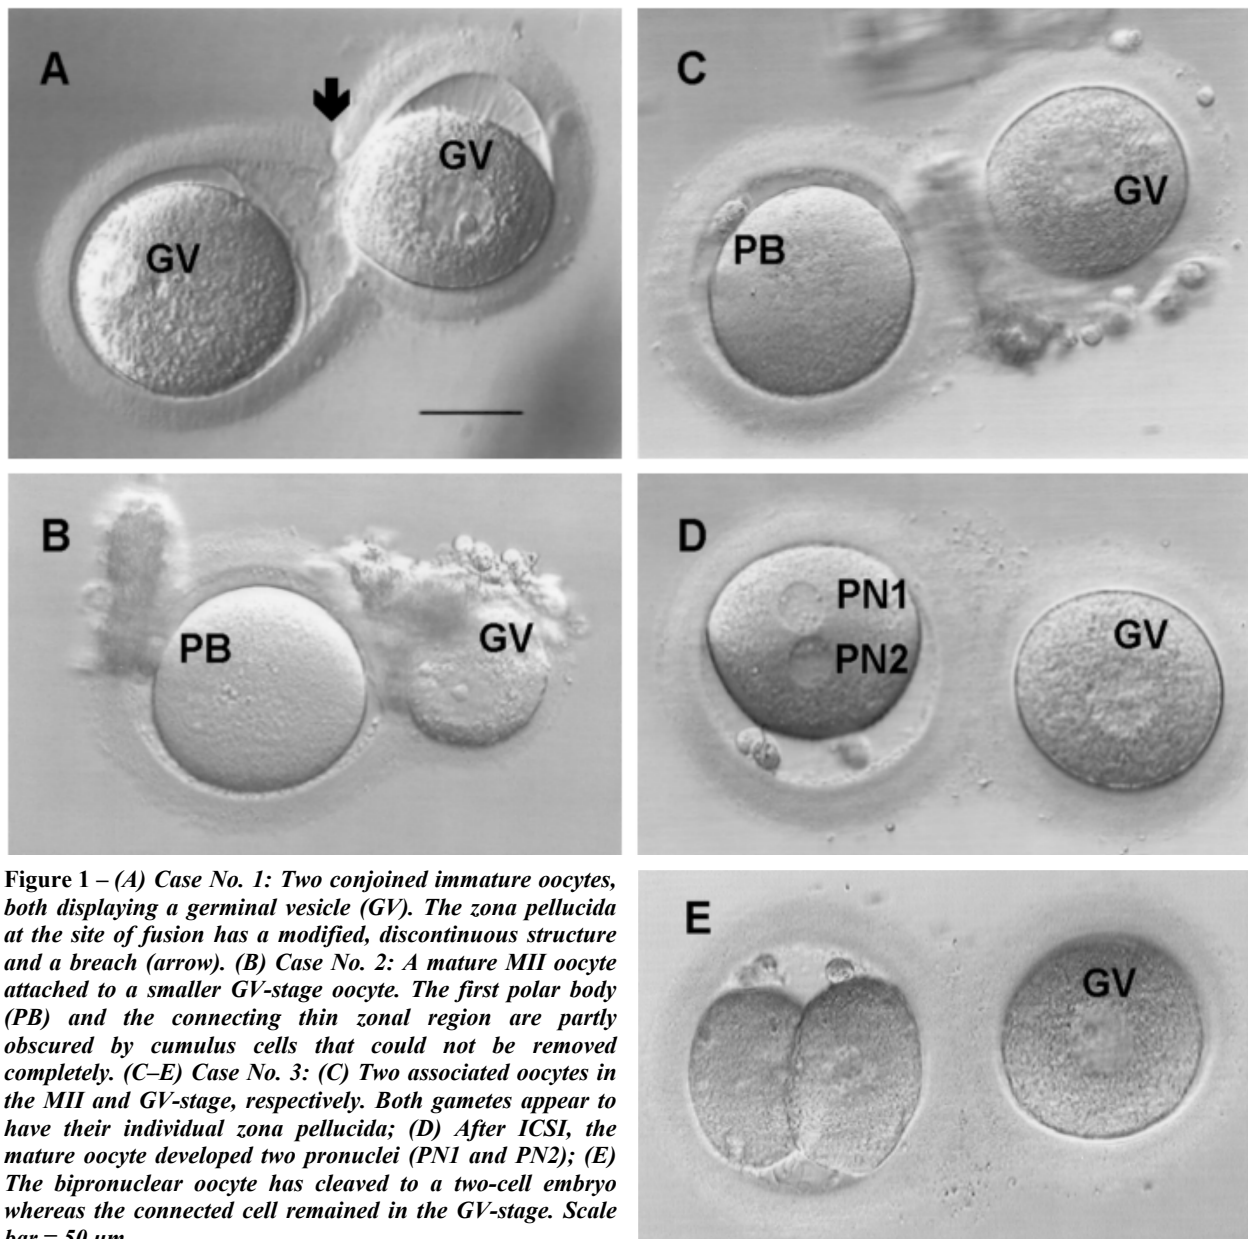 A
GV
GV
C
PB
GV
B
PB
GV
D
PN1
PN2
GV
Figure 1 – (A) Case No. 1: Two conjoined immature oocytes,
both displaying a germinal vesicle (GV). The zona pellucida
at the site of fusion has a modified, discontinuous structure
and a breach (arrow). (B) Case No. 2: A mature MII oocyte
attached to a smaller GV-stage oocyte. The first polar body
(PB) and the connecting thin zonal region are partly
obscured by cumulus cells that could not be removed
completely. (C–E) Case No. 3: (C) Two associated oocytes in
the MII and GV-stage, respectively. Both gametes appear to
have their individual zona pellucida; (D) After ICSI, the
mature oocyte developed two pronuclei (PN1 and PN2); (E)
The bipronuclear oocyte has cleaved to a two-cell embryo
whereas the connected cell remained in the GV-stage. Scale
bar = 50 μm
E
GV